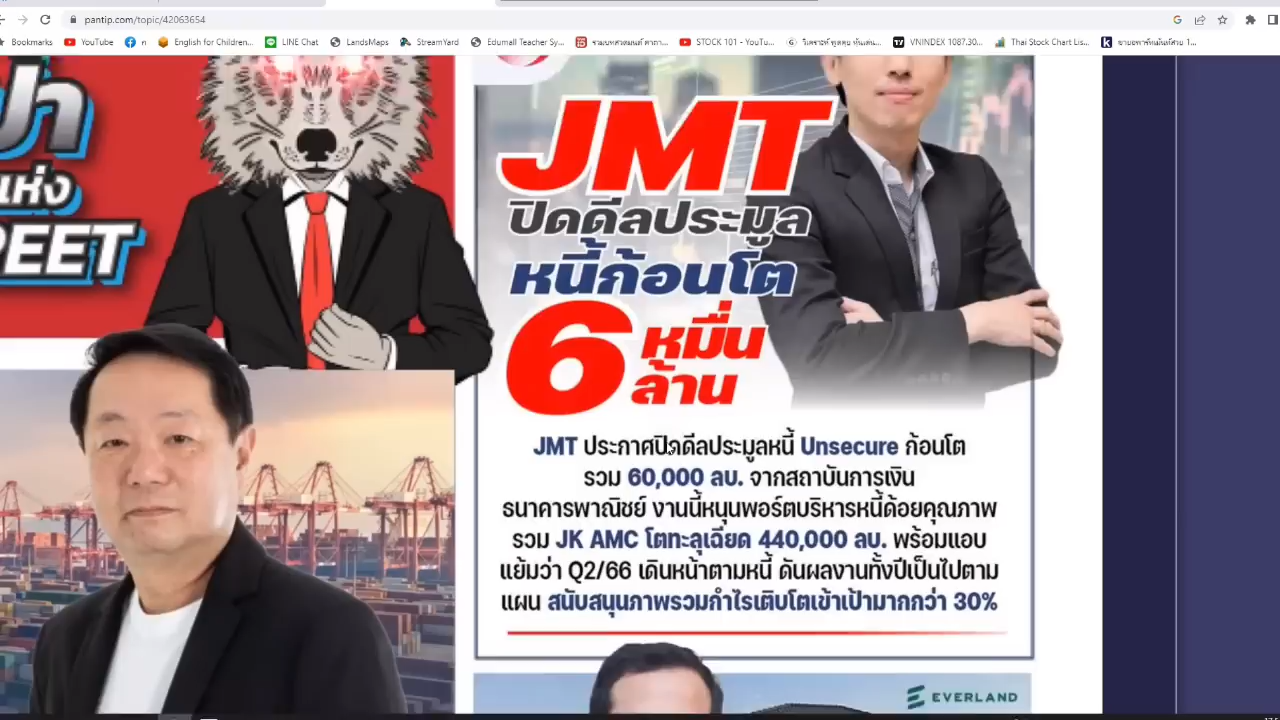 pantip.com/topic/42063654
Bookmarks
YouTube
n
English for Children...
LINE Chat
LandsMaps
StreamYard
Edumall Teacher Sy...
STOCK 101 - YouTu...
VNINDEX 1087.30...
Thai Stock Chart Lis...
JMT
ปิดดีลประมูล
หนี้ก้อนโต
6 หมื่น
ล้าน
แห่ง
REET
JMT ประกาศปิดดีลประมูลหนี้ Unsecure ก้อนโต
รวม 60,000 ลบ. จากสถาบันการเงิน
ธนาคารพาณิชย์ งานนี้หนุนพอร์ตบริหารหนี้ด้อยคุณภาพ
รวม JK AMC โตทะลุเฉียด 440,000 ลบ. พร้อมแอบ
แย้มว่า Q2/66 เดินหน้าตามหนี้ ดันผลงานทั้งปีเป็นไปตาม
แผน สนับสนุนภาพรวมกำไรเติบโตเข้าเป้ามากกว่า 30%
EVERLAND